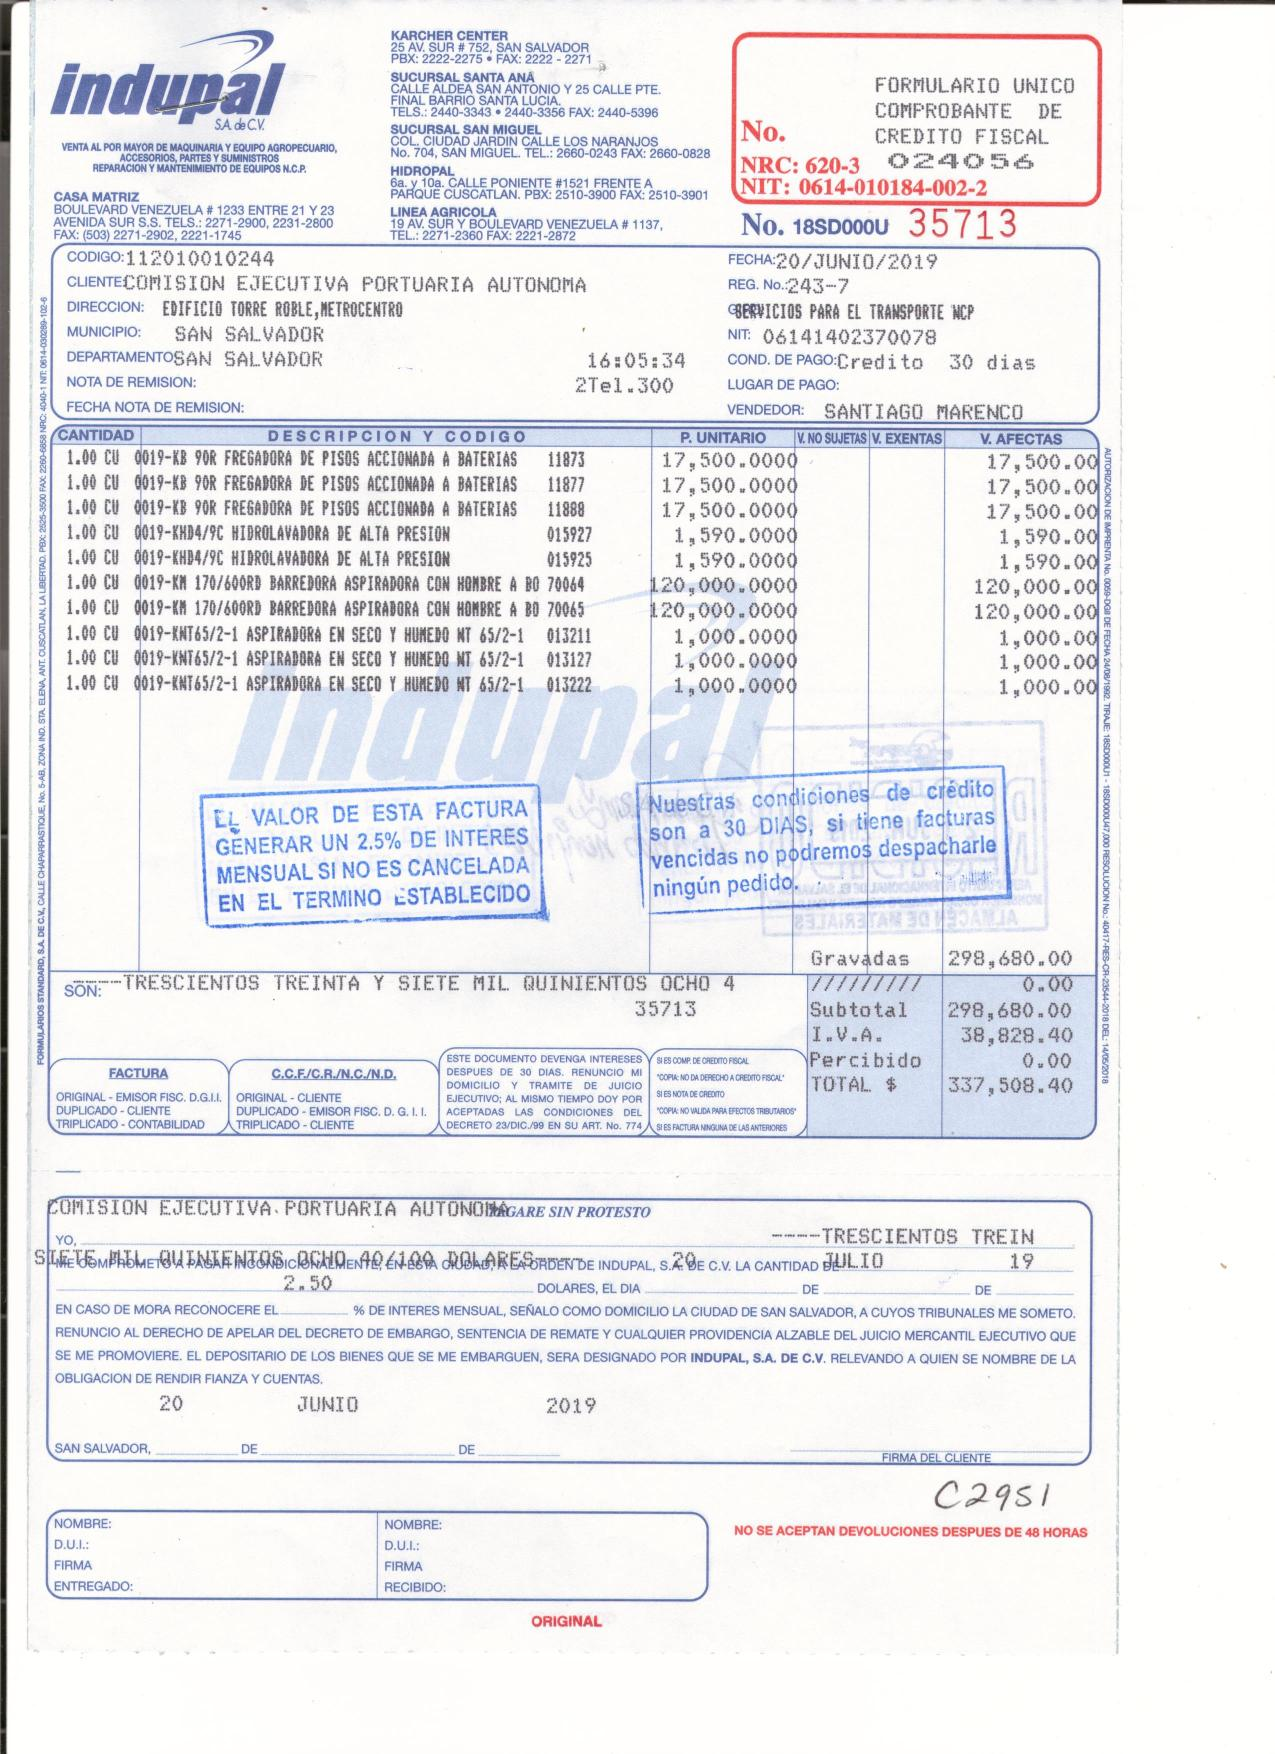 indupal
S.A. de C.V.
VENTA AL POR MAYOR DE MAQUINARIA Y EQUIPO AGROPECUARIO,
ACCESORIOS, PARTES Y SUMINISTROS
REPARACION Y MANTENIMIENTO DE EQUIPOS N.C.P.
CASA MATRIZ
BOULEVARD VENEZUELA # 1233 ENTRE 21 Y 23
AVENIDA SUR S.S. TELS.: 2271-2900, 2231-2800
FAX: (503) 2271-2902, 2221-1745
KARCHER CENTER
25 AV. SUR # 752, SAN SALVADOR
PBX: 2222-2275 • FAX: 2222 - 2271
SUCURSAL SANTA ANA
CALLE ALDEA SAN ANTONIO Y 25 CALLE PTE.
FINAL BARRIO SANTA LUCIA.
TELS.: 2440-3343 • 2440-3356 FAX: 2440-5396
SUCURSAL SAN MIGUEL
COL. CIUDAD JARDIN CALLE LOS NARANJOS
No. 704, SAN MIGUEL. TEL.: 2660-0243 FAX: 2660-0828
HIDROPAL
6a. y 10a. CALLE PONIENTE #1521 FRENTE A
PARQUE CUSCATLAN. PBX: 2510-3900 FAX: 2510-3901
LINEA AGRICOLA
19 AV. SUR Y BOULEVARD VENEZUELA # 1137,
TEL.: 2271-2360 FAX: 2221-2872
FORMULARIO UNICO
COMPROBANTE DE
No. CREDITO FISCAL
NRC: 620-3 024056
NIT: 0614-010184-002-2
No. 18SD000U 35713
CODIGO:112010010244 FECHA:20/JUNIO/2019
CLIENTE:COMISION EJECUTIVA PORTUARIA AUTONOMA REG. No.:243-7
DIRECCION: EDIFICIO TORRE ROBLE,METROCENTRO SERVICIOS PARA EL TRANSPORTE NCP
MUNICIPIO: SAN SALVADOR NIT: 06141402370078
DEPARTAMENTO SAN SALVADOR 16:05:34 COND. DE PAGO:Credito 30 dias
NOTA DE REMISION: 2Tel.300 LUGAR DE PAGO:
FECHA NOTA DE REMISION: VENDEDOR: SANTIAGO MARENCO
CANTIDAD DESCRIPCION Y CODIGO P. UNITARIO V. NO SUJETAS V. EXENTAS V. AFECTAS
1.00 CU 0019-KB 90R FREGADORA DE PISOS ACCIONADA A BATERIAS 11873 17,500.0000 17,500.00
1.00 CU 0019-KB 90R FREGADORA DE PISOS ACCIONADA A BATERIAS 11877 17,500.0000 17,500.00
1.00 CU 0019-KB 90R FREGADORA DE PISOS ACCIONADA A BATERIAS 11888 17,500.0000 17,500.00
1.00 CU 0019-KHD4/9C HIDROLAVADORA DE ALTA PRESION 015927 1,590.0000 1,590.00
1.00 CU 0019-KHD4/9C HIDROLAVADORA DE ALTA PRESION 015925 1,590.0000 1,590.00
1.00 CU 0019-KM 170/600RD BARREDORA ASPIRADORA CON HOMBRE A BO 70064 120,000.0000 120,000.00
1.00 CU 0019-KM 170/600RD BARREDORA ASPIRADORA CON HOMBRE A BO 70065 120,000.0000 120,000.00
1.00 CU 0019-KNT65/2-1 ASPIRADORA EN SECO Y HUMEDO NT 65/2-1 013211 1,000.0000 1,000.00
1.00 CU 0019-KNT65/2-1 ASPIRADORA EN SECO Y HUMEDO NT 65/2-1 013127 1,000.0000 1,000.00
1.00 CU 0019-KNT65/2-1 ASPIRADORA EN SECO Y HUMEDO NT 65/2-1 013222 1,000.0000 1,000.00
indupal
EL VALOR DE ESTA FACTURA
GENERAR UN 2.5% DE INTERES
MENSUAL SI NO ES CANCELADA
EN EL TERMINO ESTABLECIDO
Nuestras condiciones de crédito
son a 30 DIAS, si tiene facturas
vencidas no podremos despacharle
ningún pedido.
ALMACÉN DE MATERIALES
Gravadas 298,680.00
SON: ----TRESCIENTOS TREINTA Y SIETE MIL QUINIENTOS OCHO 4 ///////// 0.00
35713 Subtotal 298,680.00
I.V.A. 38,828.40
Percibido 0.00
TOTAL $ 337,508.40
FACTURA
ORIGINAL - EMISOR FISC. D.G.I.I.
DUPLICADO - CLIENTE
TRIPLICADO - CONTABILIDAD
C.C.F./C.R./N.C./N.D.
ORIGINAL - CLIENTE
DUPLICADO - EMISOR FISC. D. G. I. I.
TRIPLICADO - CLIENTE
ESTE DOCUMENTO DEVENGA INTERESES
DESPUES DE 30 DIAS. RENUNCIO MI
DOMICILIO Y TRAMITE DE JUICIO
EJECUTIVO; AL MISMO TIEMPO DOY POR
ACEPTADAS LAS CONDICIONES DEL
DECRETO 23/DIC./99 EN SU ART. No. 774
SI ES COMP. DE CREDITO FISCAL
"COPIA: NO DA DERECHO A CREDITO FISCAL"
SI ES NOTA DE CREDITO
"COPIA: NO VALIDA PARA EFECTOS TRIBUTARIOS"
SI ES FACTURA NINGUNA DE LAS ANTERIORES
COMISION EJECUTIVA PORTUARIA AUTONOMA PAGARE SIN PROTESTO
YO, ----TRESCIENTOS TREIN
SIETE MIL QUINIENTOS OCHO 40/100 DOLARES---- 20 JULIO 19
ME COMPROMETO A PAGAR INCONDICIONALMENTE, EN ESTA CIUDAD, A LA ORDEN DE INDUPAL, S.A. DE C.V. LA CANTIDAD DE
2.50 DOLARES, EL DIA DE DE
EN CASO DE MORA RECONOCERE EL % DE INTERES MENSUAL, SEÑALO COMO DOMICILIO LA CIUDAD DE SAN SALVADOR, A CUYOS TRIBUNALES ME SOMETO.
RENUNCIO AL DERECHO DE APELAR DEL DECRETO DE EMBARGO, SENTENCIA DE REMATE Y CUALQUIER PROVIDENCIA ALZABLE DEL JUICIO MERCANTIL EJECUTIVO QUE
SE ME PROMOVIERE. EL DEPOSITARIO DE LOS BIENES QUE SE ME EMBARGUEN, SERA DESIGNADO POR INDUPAL, S.A. DE C.V. RELEVANDO A QUIEN SE NOMBRE DE LA
OBLIGACION DE RENDIR FIANZA Y CUENTAS.
20 JUNIO 2019
SAN SALVADOR, DE DE
FIRMA DEL CLIENTE
C2951
NOMBRE: NOMBRE:
D.U.I.: D.U.I.:
FIRMA FIRMA
ENTREGADO: RECIBIDO:
NO SE ACEPTAN DEVOLUCIONES DESPUES DE 48 HORAS
ORIGINAL